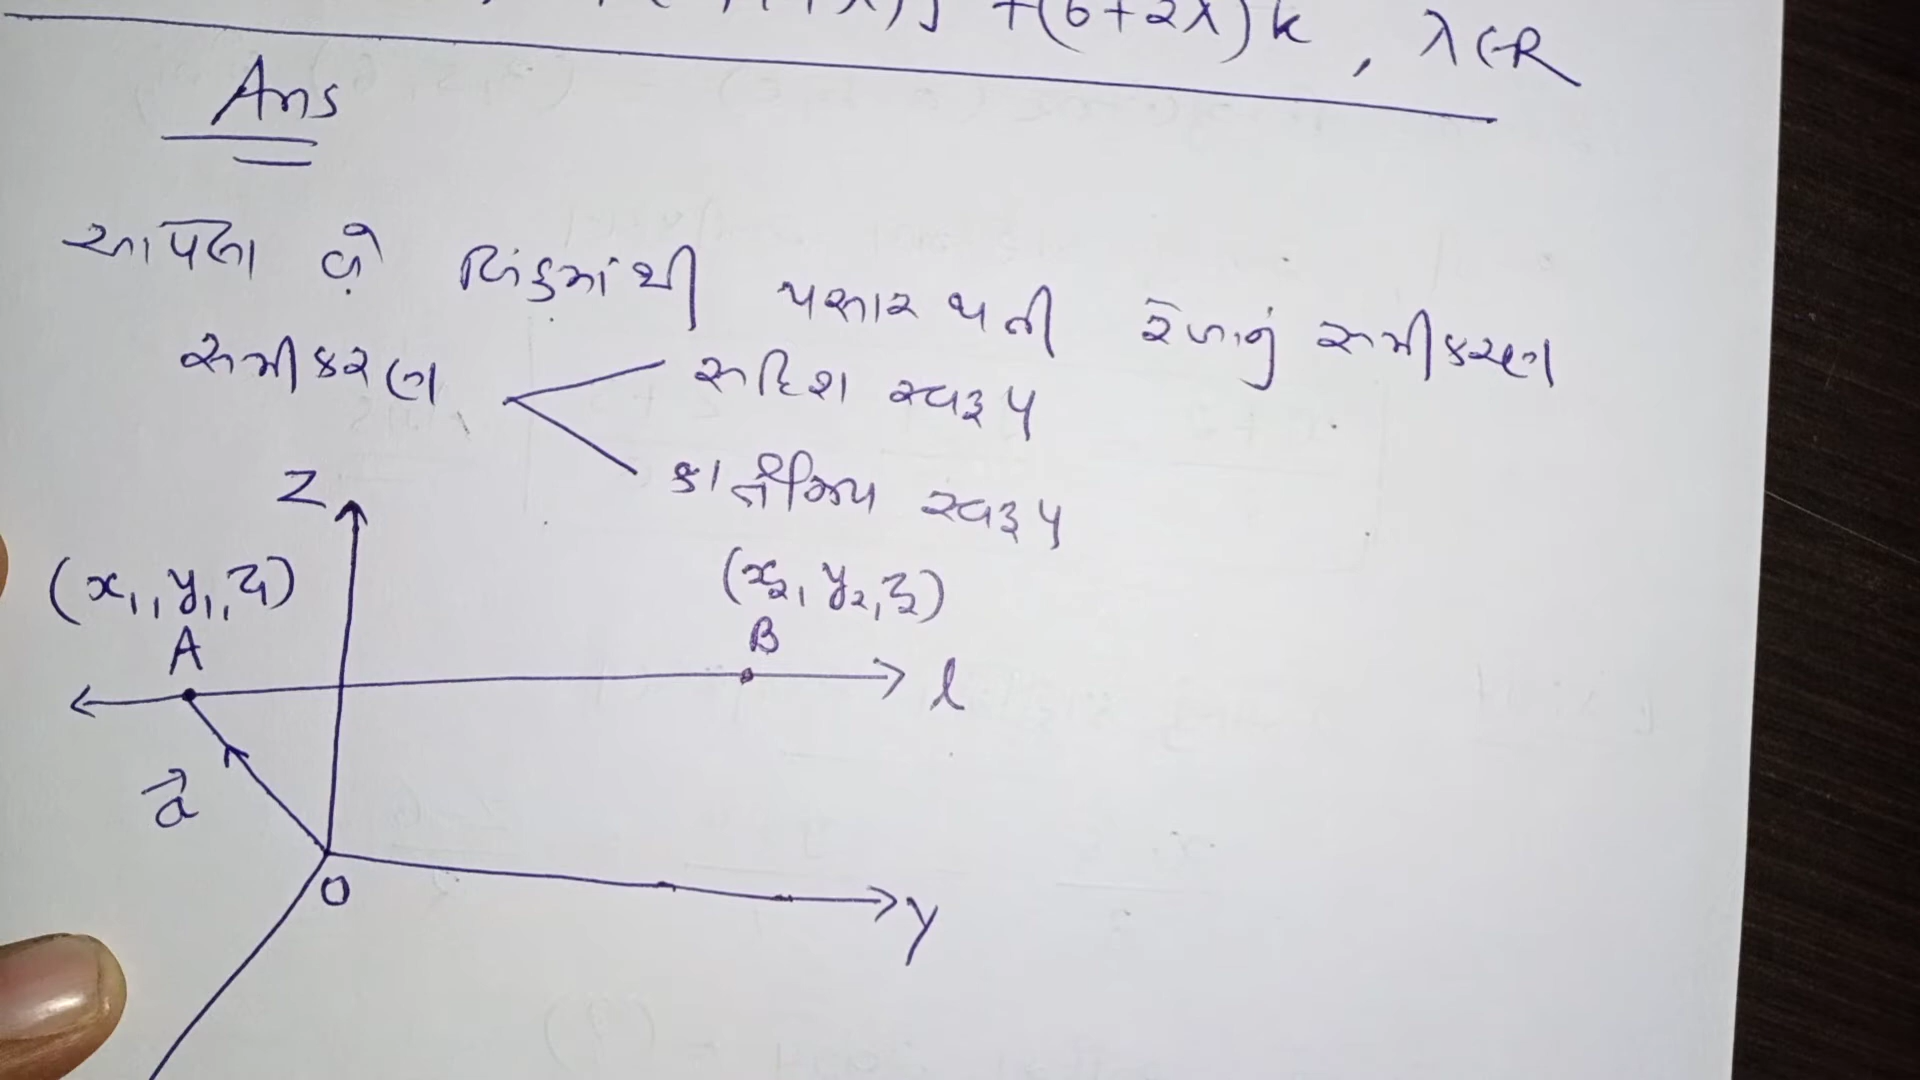 +(6+2λ)k , λ∈R
Ans
આપેલા બે બિંદુમાંથી પસાર થતી રેખાનું સમીકરણ
સમીકરણ
સદિશ સ્વરૂપ
કાર્તેઝિય સ્વરૂપ
Z
(x₁, y₁, z₁)
(x₂, y₂, z₂)
A
B
l
a⃗
O
y